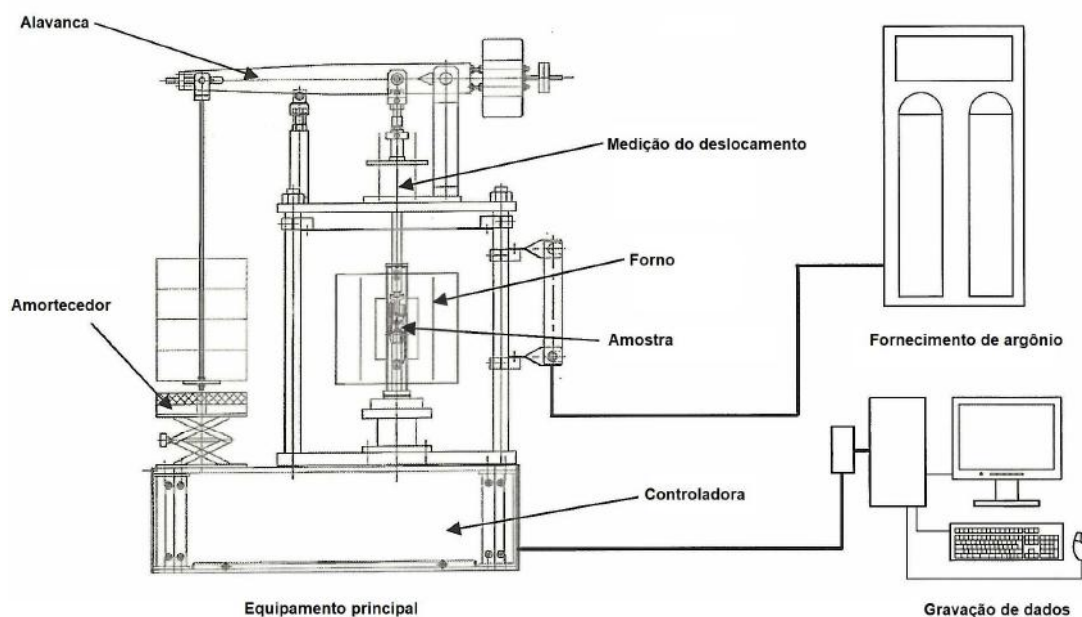 Alavanca
Medição do deslocamento
Forno
Amortecedor
Amostra
Fornecimento de argônio
Controladora
Equipamento principal
Gravação de dados